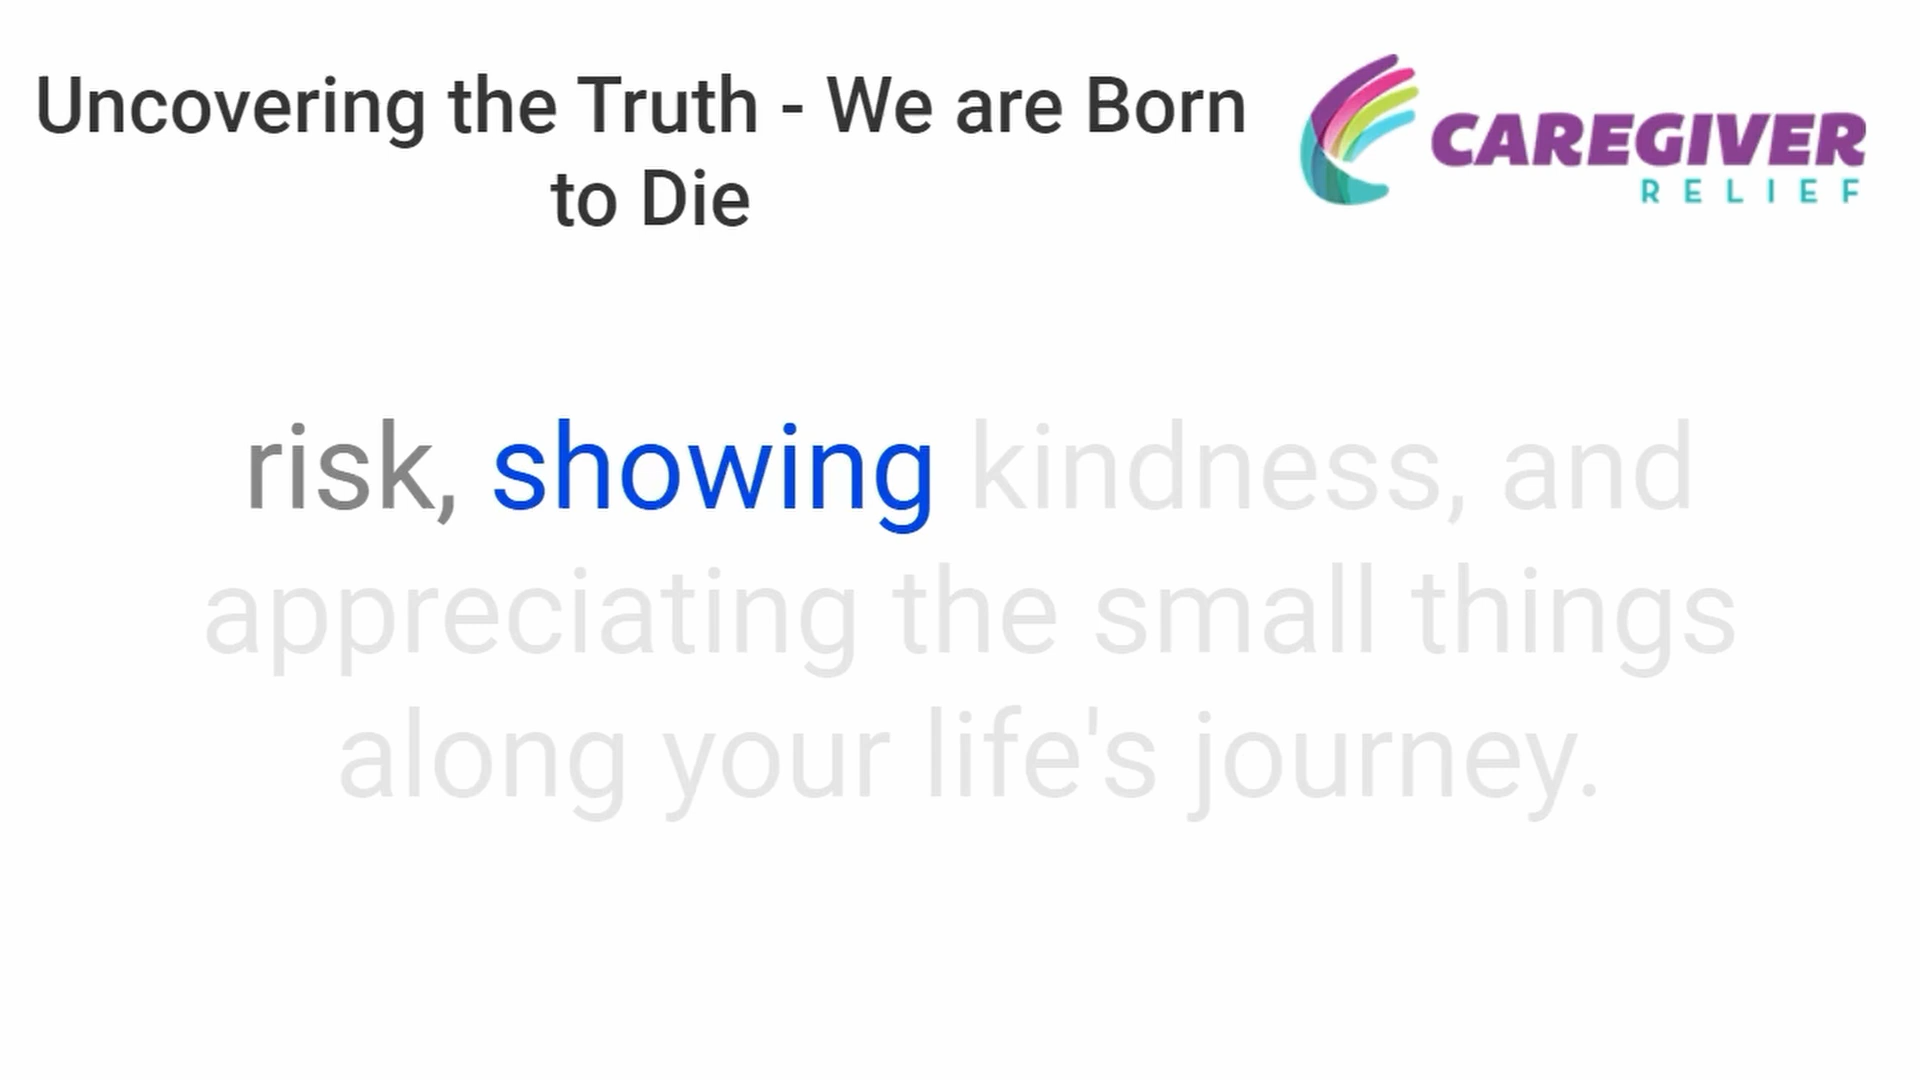 Uncovering the Truth - We are Born
to Die
CAREGIVER
RELIEF
risk, showing kindness, and
appreciating the small things
along your life's journey.